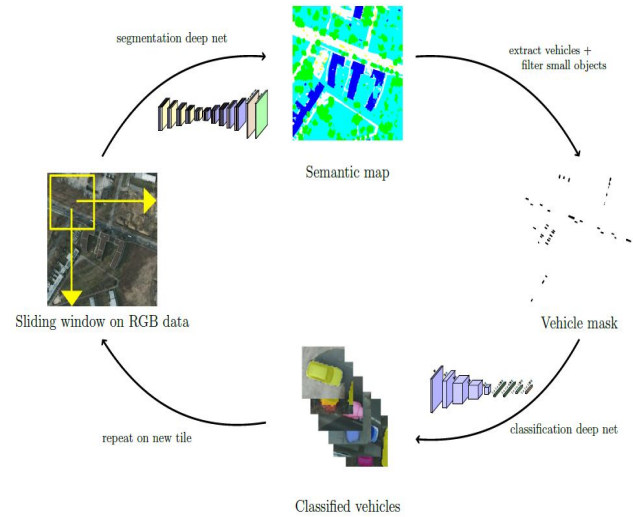 segmentation deep net
extract vehicles +
filter small objects
Semantic map
Sliding window on RGB data
Vehicle mask
classification deep net
repeat on new tile
Classified vehicles